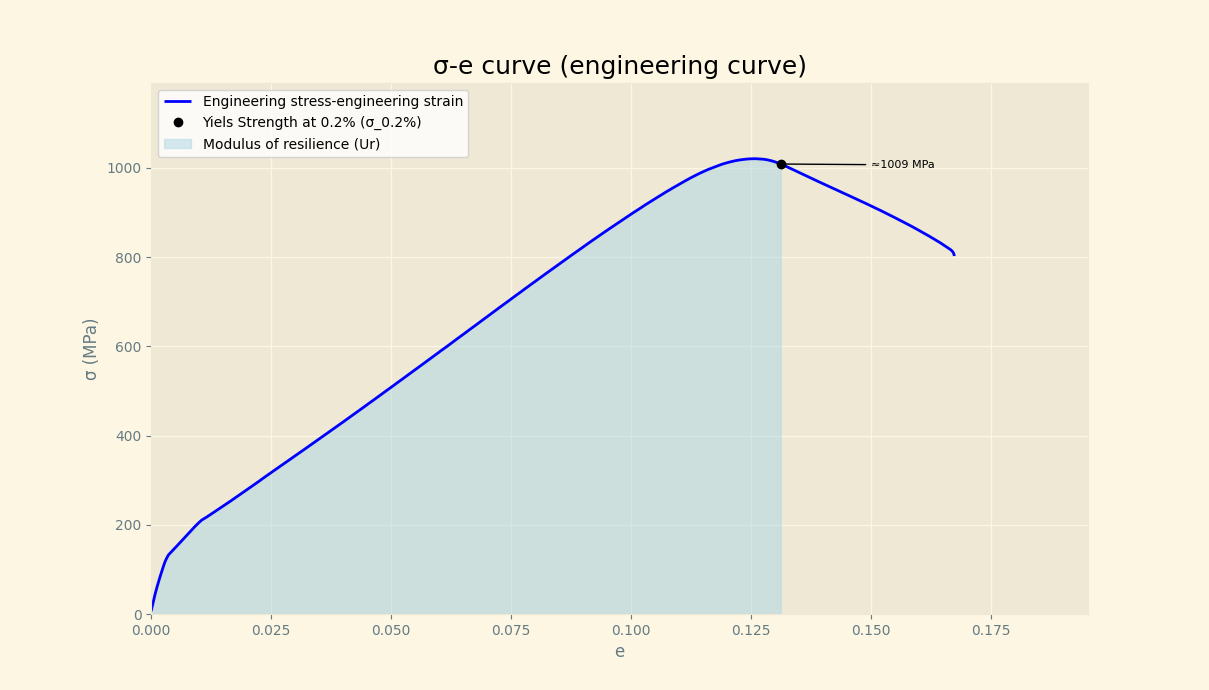 σ-e curve (engineering curve)
Engineering stress-engineering strain
Yiels Strength at 0.2% (σ_0.2%)
Modulus of resilience (Ur)
≈1009 MPa
σ (MPa)
1000
800
600
400
200
0
0.000 0.025 0.050 0.075 0.100 0.125 0.150 0.175
e